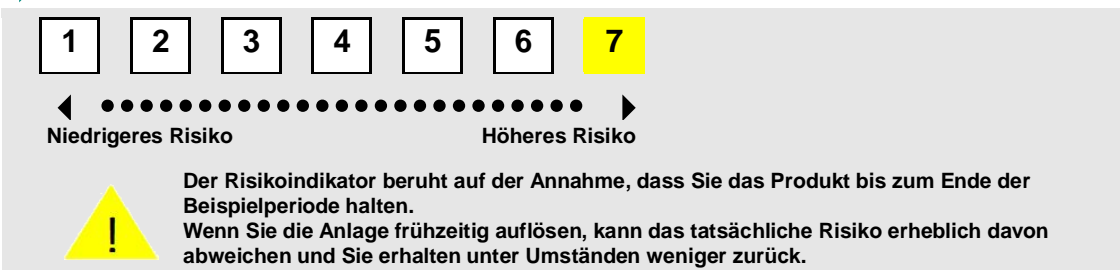 1 2 3 4 5 6 7
Niedrigeres Risiko Höheres Risiko
Der Risikoindikator beruht auf der Annahme, dass Sie das Produkt bis zum Ende der
Beispielperiode halten.
! Wenn Sie die Anlage frühzeitig auflösen, kann das tatsächliche Risiko erheblich davon
abweichen und Sie erhalten unter Umständen weniger zurück.